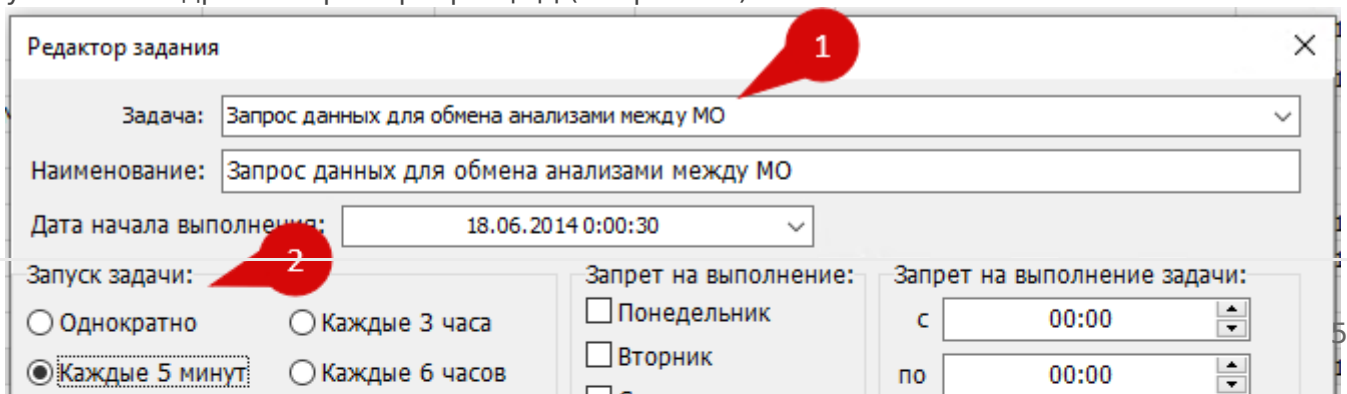 Редактор задания
1
Задача: Запрос данных для обмена анализами между МО
Наименование: Запрос данных для обмена анализами между МО
Дата начала выполнения: 18.06.2014 0:00:30
2
Запуск задачи: Запрет на выполнение: Запрет на выполнение задачи:
Однократно Каждые 3 часа Понедельник с 00:00
Каждые 5 минут Каждые 6 часов Вторник по 00:00
5